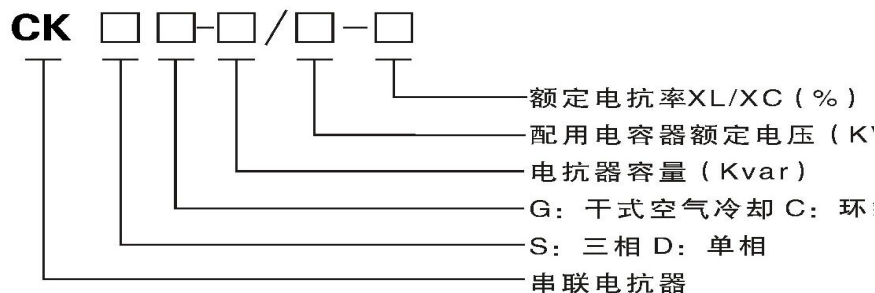 CK □ □-□/□-□
额定电抗率XL/XC（%）
配用电容器额定电压（K
电抗器容量（Kvar）
G：干式空气冷却 C：环
S：三相 D：单相
串联电抗器